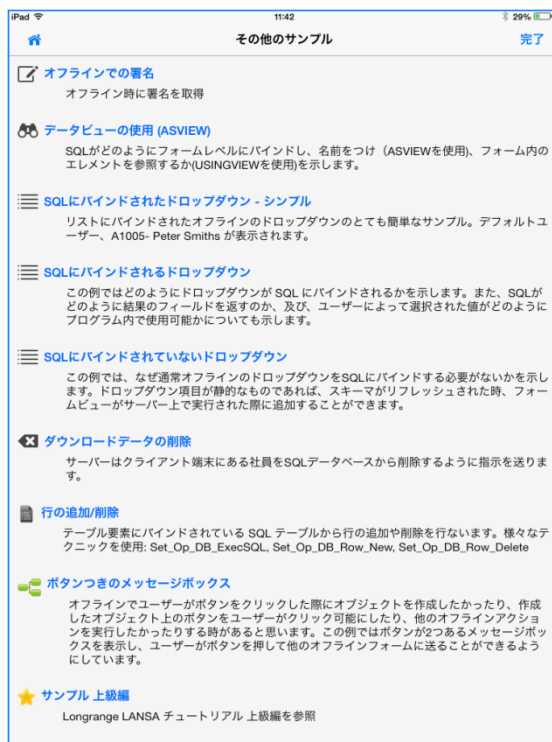 iPad 11:42 29%
その他のサンプル 完了
オフラインでの署名
オフライン時に署名を取得
データビューの使用 (ASVIEW)
SQLがどのようにフォームレベルにバインドし、名前をつけ（ASVIEWを使用)、フォーム内の
エレメントを参照するか(USINGVIEWを使用)を示します。
SQLにバインドされたドロップダウン - シンプル
リストにバインドされたオフラインのドロップダウンのとても簡単なサンプル。デフォルトユ
ーザー、A1005- Peter Smiths が表示されます。
SQLにバインドされるドロップダウン
この例ではどのようにドロップダウンが SQL にバインドされるかを示します。また、SQLが
どのように結果のフィールドを返すのか、及び、ユーザーによって選択された値がどのように
プログラム内で使用可能かについても示します。
SQLにバインドされていないドロップダウン
この例では、なぜ通常オフラインのドロップダウンをSQLにバインドする必要がないかを示し
ます。ドロップダウン項目が静的なものであれば、スキーマがリフレッシュされた時、フォー
ムビューがサーバー上で実行された際に追加することができます。
ダウンロードデータの削除
サーバーはクライアント端末にある社員をSQLデータベースから削除するように指示を送りま
す。
行の追加/削除
テーブル要素にバインドされている SQL テーブルから行の追加や削除を行ないます。様々なテ
クニックを使用: Set_Op_DB_ExecSQL, Set_Op_DB_Row_New, Set_Op_DB_Row_Delete
ボタンつきのメッセージボックス
オフラインでユーザーがボタンをクリックした際にオブジェクトを作成したかったり、作成
したオブジェクト上のボタンをユーザーがクリック可能にしたり、他のオフラインアクショ
ンを実行したかったりする時があると思います。この例ではボタンが2つあるメッセージボッ
クスを表示し、ユーザーがボタンを押して他のオフラインフォームに送ることができるよう
にしています。
サンプル 上級編
Longrange LANSA チュートリアル 上級編を参照